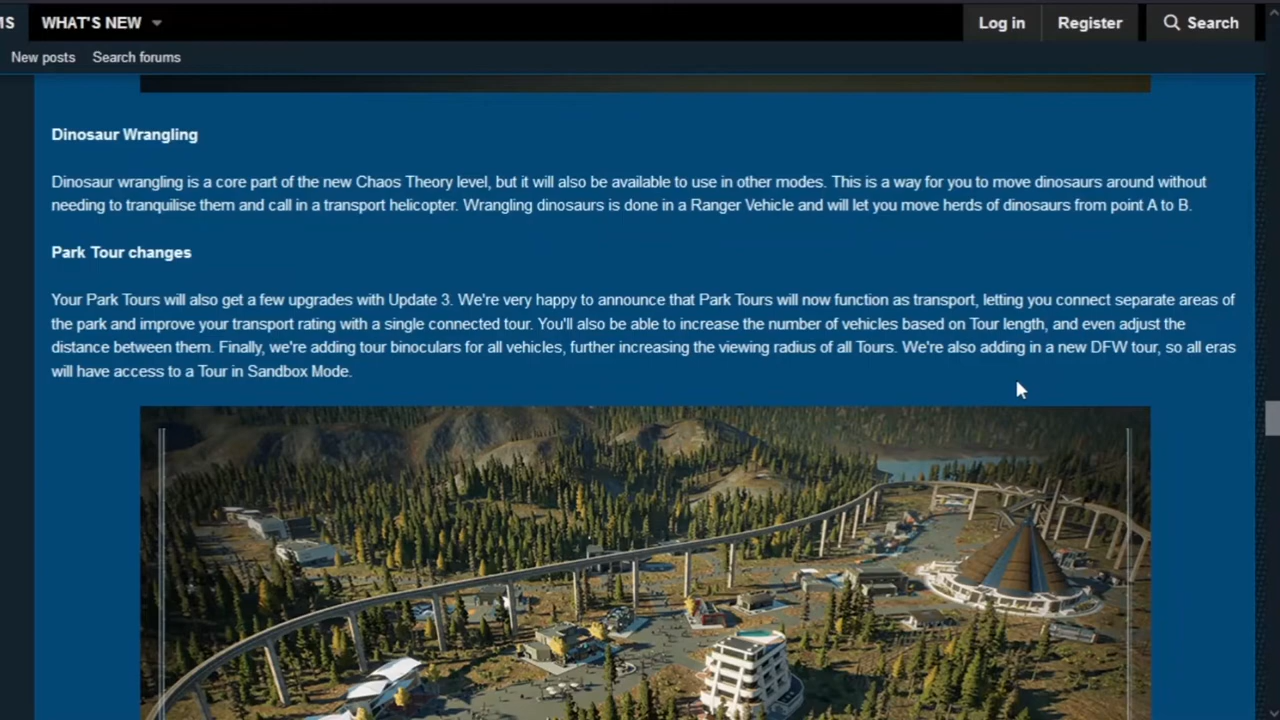 MS WHAT'S NEW Log in Register Search
New posts Search forums
Dinosaur Wrangling
Dinosaur wrangling is a core part of the new Chaos Theory level, but it will also be available to use in other modes. This is a way for you to move dinosaurs around without
needing to tranquilise them and call in a transport helicopter. Wrangling dinosaurs is done in a Ranger Vehicle and will let you move herds of dinosaurs from point A to B.
Park Tour changes
Your Park Tours will also get a few upgrades with Update 3. We're very happy to announce that Park Tours will now function as transport, letting you connect separate areas of
the park and improve your transport rating with a single connected tour. You'll also be able to increase the number of vehicles based on Tour length, and even adjust the
distance between them. Finally, we're adding tour binoculars for all vehicles, further increasing the viewing radius of all Tours. We're also adding in a new DFW tour, so all eras
will have access to a Tour in Sandbox Mode.